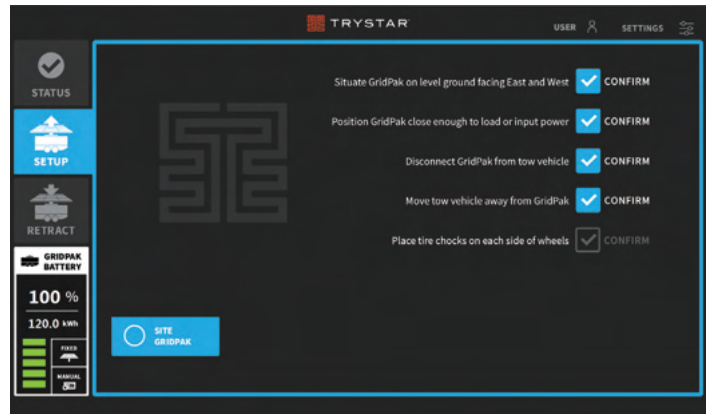 TRYSTAR
USER
SETTINGS
STATUS
SETUP
RETRACT
GRIDPAK
BATTERY
100 %
120.0 kWh
FIXED
MANUAL
Situate GridPak on level ground facing East and West CONFIRM
Position GridPak close enough to load or input power CONFIRM
Disconnect GridPak from tow vehicle CONFIRM
Move tow vehicle away from GridPak CONFIRM
Place tire chocks on each side of wheels CONFIRM
SITE
GRIDPAK